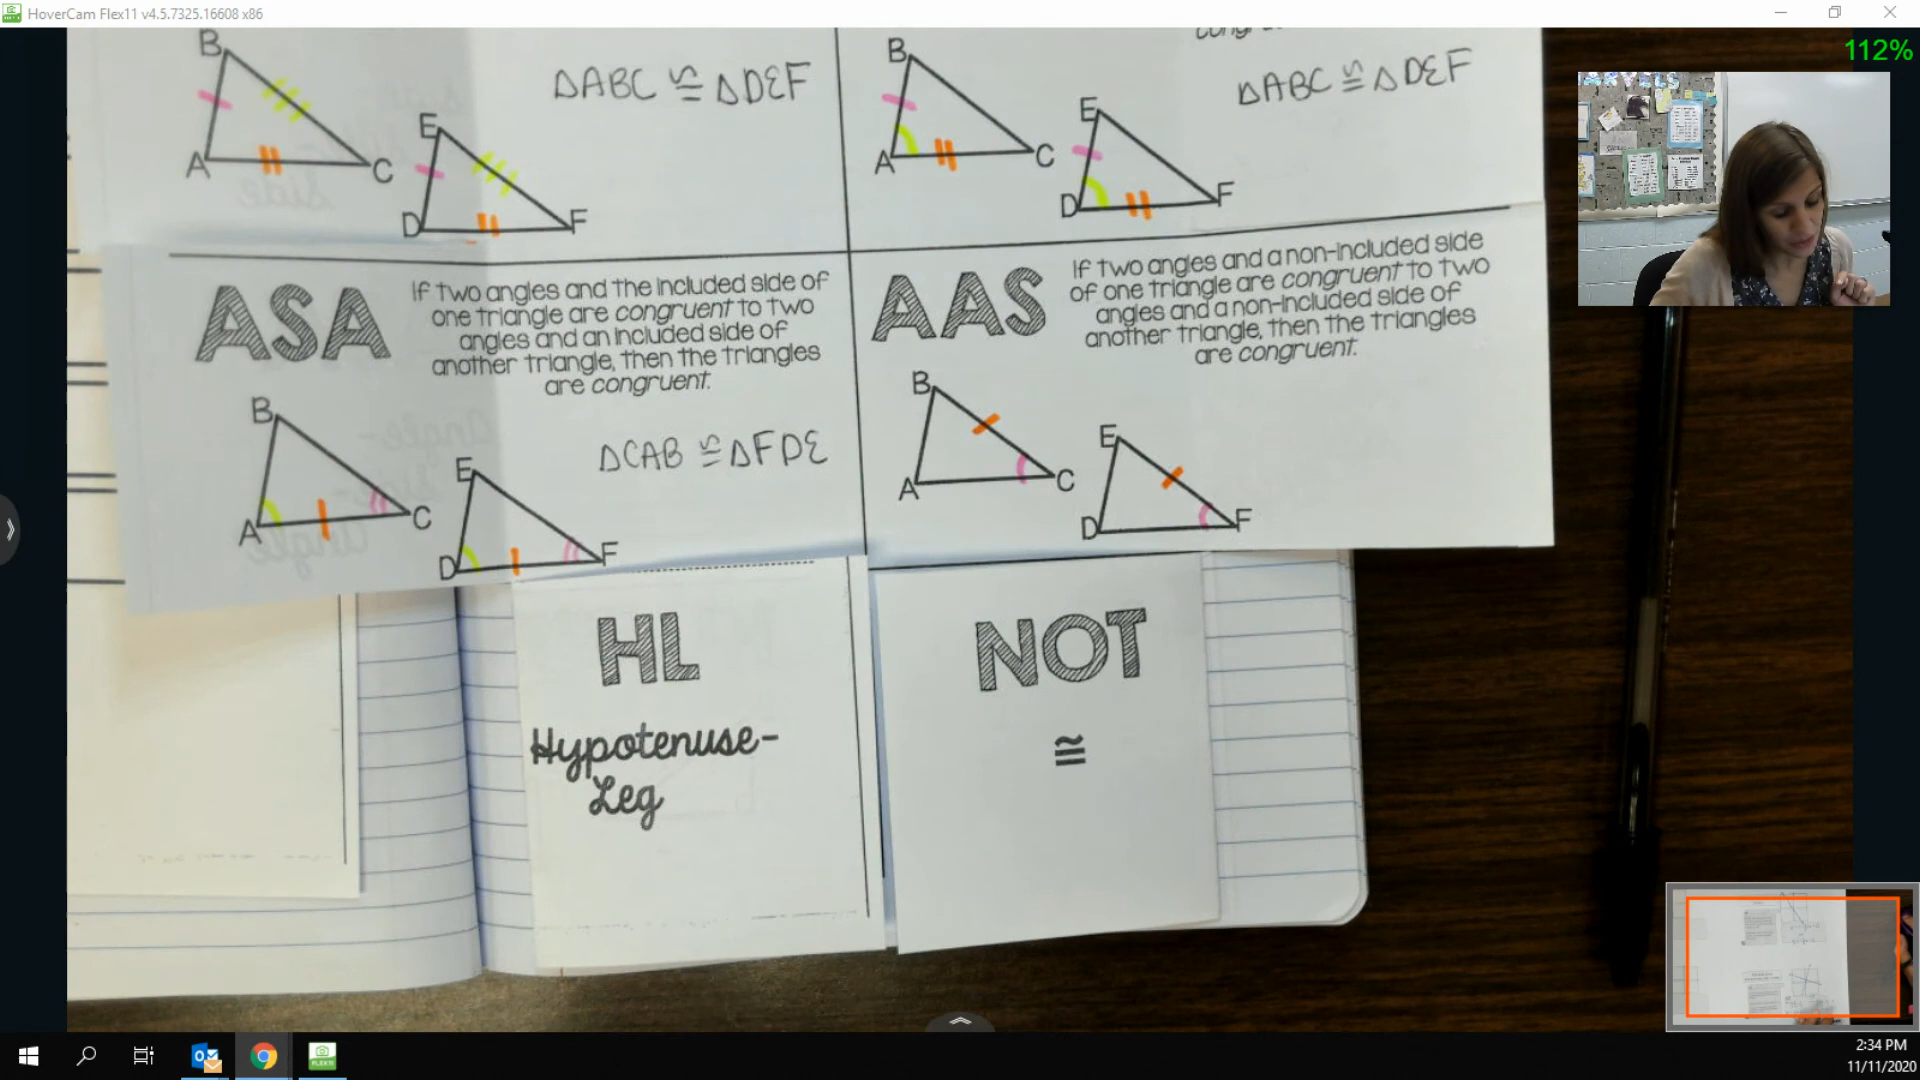 HoverCam Flex11 v4.5.7325.16608 x86
112%
B
A
C
E
D
F
ΔABC ≅ ΔDEF
B
A
C
E
D
F
ΔABC ≅ ΔDEF
ASA
If two angles and the included side of
one triangle are congruent to two
angles and an included side of
another triangle, then the triangles
are congruent.
B
A
C
E
D
F
ΔCAB ≅ ΔFDE
AAS
If two angles and a non-included side
of one triangle are congruent to two
angles and a non-included side of
another triangle, then the triangles
are congruent.
B
A
C
E
D
F
HL
Hypotenuse-
Leg
NOT
≅
2:34 PM
11/11/2020